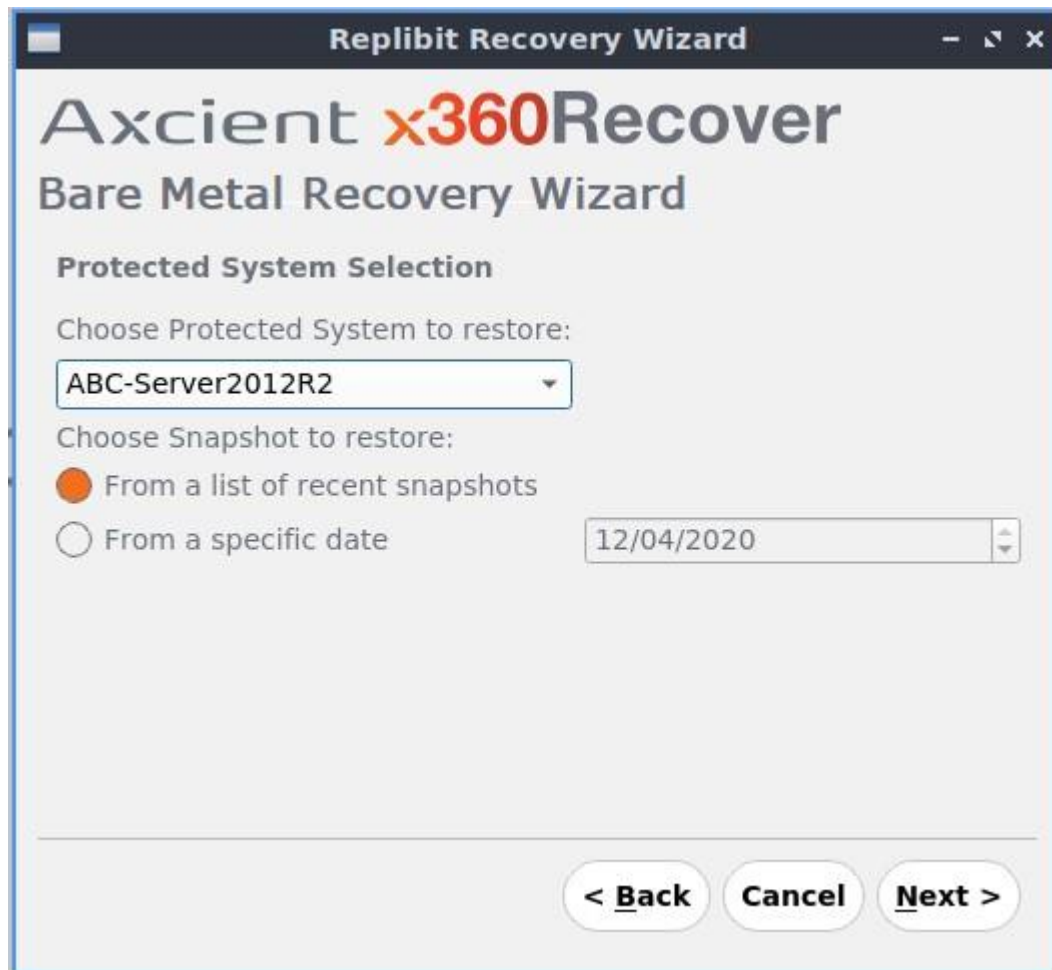 Replibit Recovery Wizard
Axcient x360Recover
Bare Metal Recovery Wizard
Protected System Selection
Choose Protected System to restore:
ABC-Server2012R2
Choose Snapshot to restore:
From a list of recent snapshots
From a specific date 12/04/2020
< Back Cancel Next >